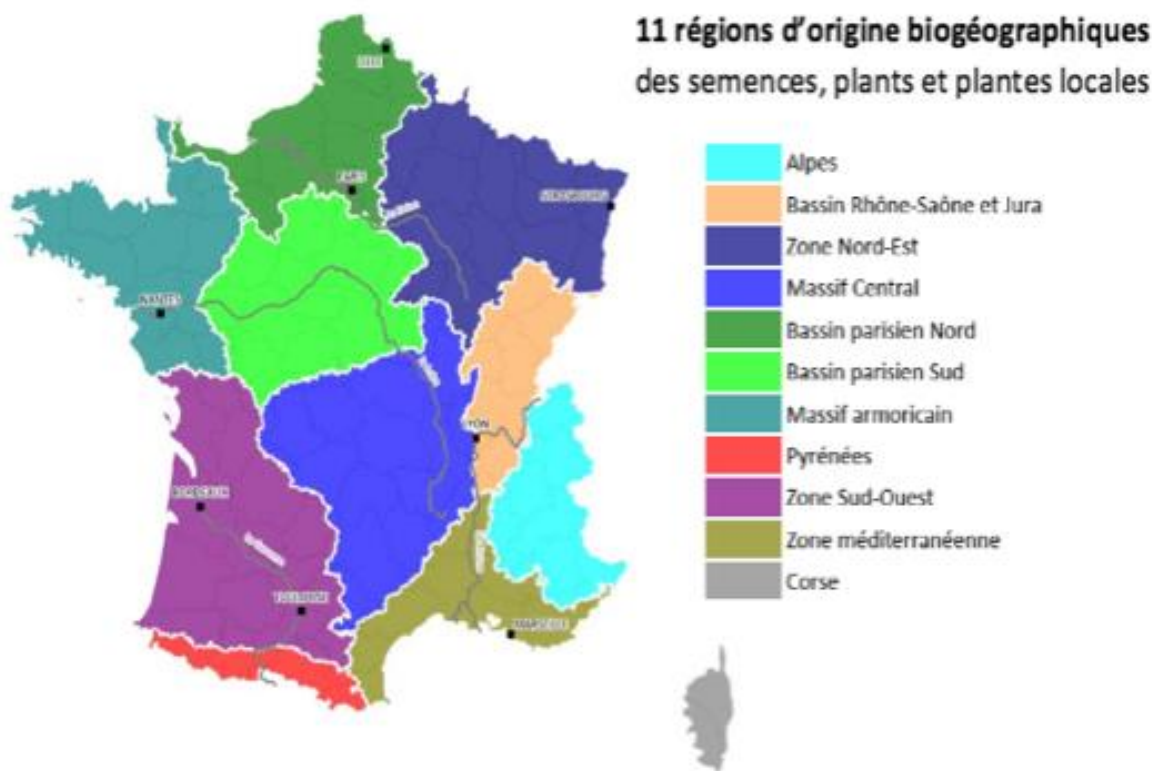 11 régions d'origine biogéographiques
des semences, plants et plantes locales
Alpes
Bassin Rhône-Saône et Jura
Zone Nord-Est
Massif Central
Bassin parisien Nord
Bassin parisien Sud
Massif armoricain
Pyrénées
Zone Sud-Ouest
Zone méditerranéenne
Corse
PARIS
STRASBOURG
NANTES
LYON
BORDEAUX
TOULOUSE
MARSEILLE